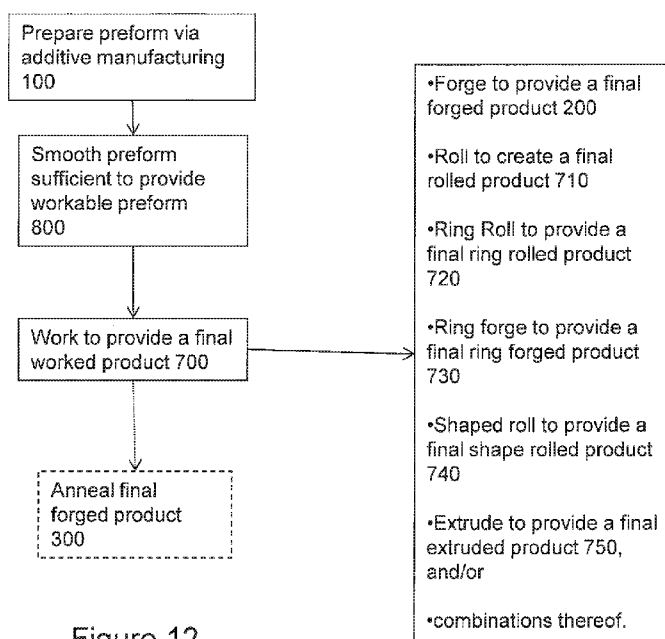 Prepare preform via
additive manufacturing
100
Smooth preform
sufficient to provide
workable preform
800
Work to provide a final
worked product 700
Anneal final
forged product
300
•Forge to provide a final
forged product 200
•Roll to create a final
rolled product 710
•Ring Roll to provide a
final ring rolled product
720
•Ring forge to provide a
final ring forged product
730
•Shaped roll to provide a
final shape rolled product
740
•Extrude to provide a final
extruded product 750,
and/or
•combinations thereof.
Figure 12